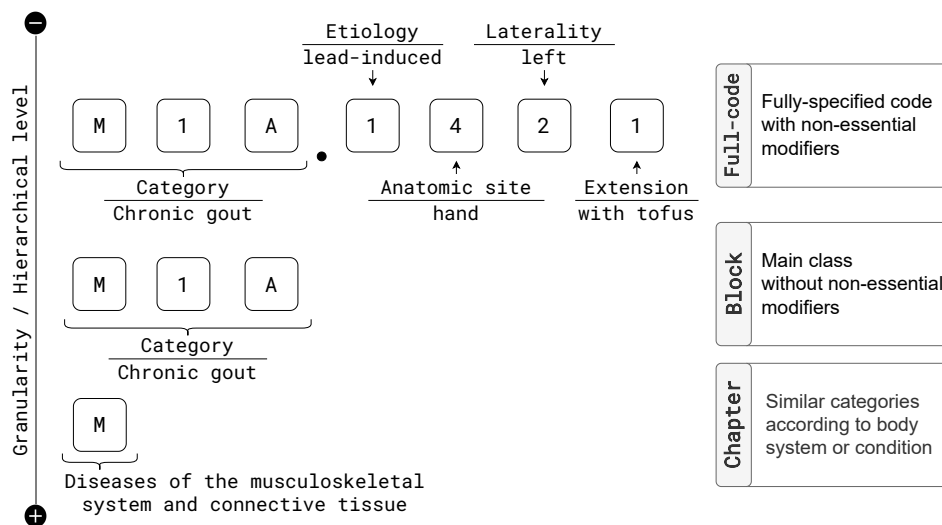 Granularity / Hierarchical level
Etiology
lead-induced
Laterality
left
M 1 A . 1 4 2 1
Category
Chronic gout
Anatomic site
hand
Extension
with tofus
Full-code
Fully-specified code
with non-essential
modifiers
M 1 A
Category
Chronic gout
Block
Main class
without non-essential
modifiers
M
Diseases of the musculoskeletal
system and connective tissue
Chapter
Similar categories
according to body
system or condition